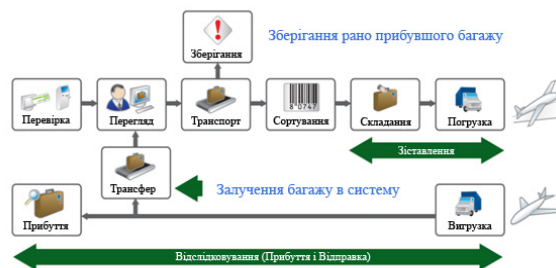 Зберігання
Зберігання рано прибувшого багажу
Перевірка
Перегляд
Транспорт
80747
Сортування
Складання
Погрузка
Зіставлення
Трансфер
Залучення багажу в систему
Прибуття
Вигрузка
Відслідковування (Прибуття і Відправка)